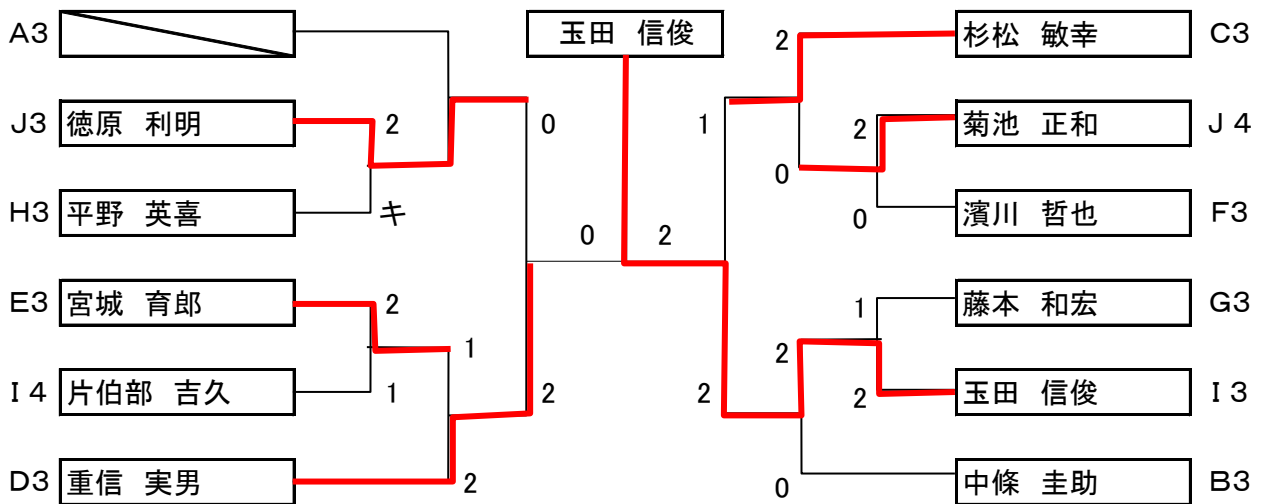 A3
玉田 信俊
2
杉松 敏幸
C3
J3
徳原 利明
2
0
1
2
菊池 正和
J 4
H3
平野 英喜
キ
0
0
濱川 哲也
F3
0
2
E3
宮城 育郎
2
1
藤本 和宏
G3
1
2
I 4
片伯部 吉久
1
2
2
2
玉田 信俊
I 3
D3
重信 実男
2
0
中條 圭助
B3